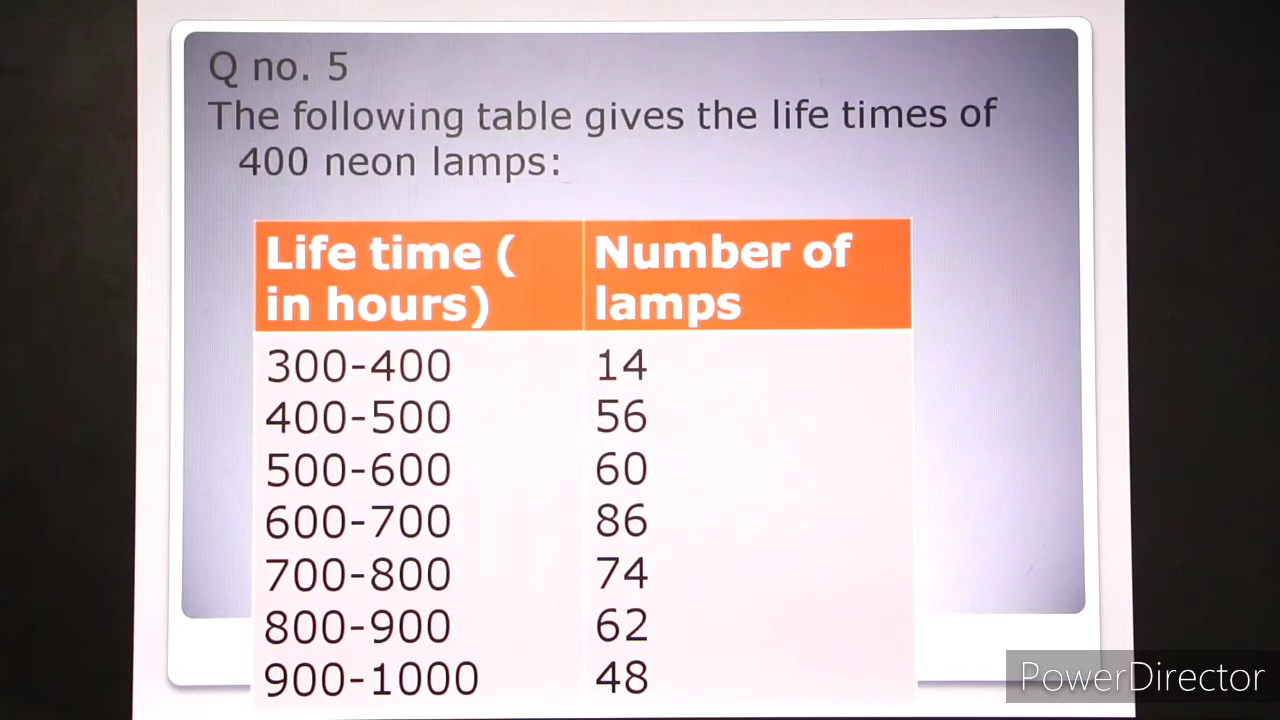 Q no. 5
The following table gives the life times of
400 neon lamps:
Life time ( Number of
in hours) lamps
300-400 14
400-500 56
500-600 60
600-700 86
700-800 74
800-900 62
900-1000 48
PowerDirector